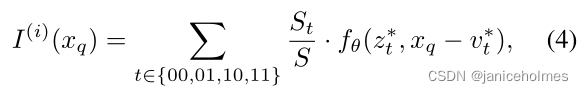 I^{(i)}(x_q) = \sum_{t \in \{00,01,10,11\}} \frac{S_t}{S} \cdot f_\theta(z_t^*, x_q - v_t^*), (4)
CSDN @janiceholmes